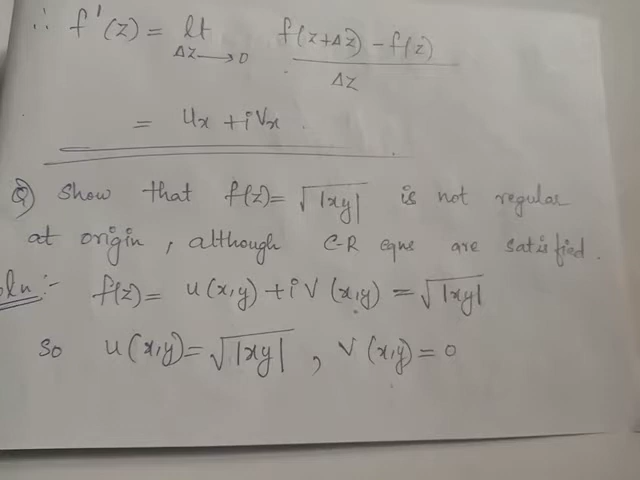 ∴ f'(z) = lt Δz→0 f(z+Δz) − f(z) / Δz
= ux + i Vx
Q) Show that f(z) = √|xy| is not regular
at origin, although C-R eqns are satisfied.
oln :- f(z) = u(x,y) + i V(x,y) = √|xy|
So u(x,y) = √|xy| , V(x,y) = 0